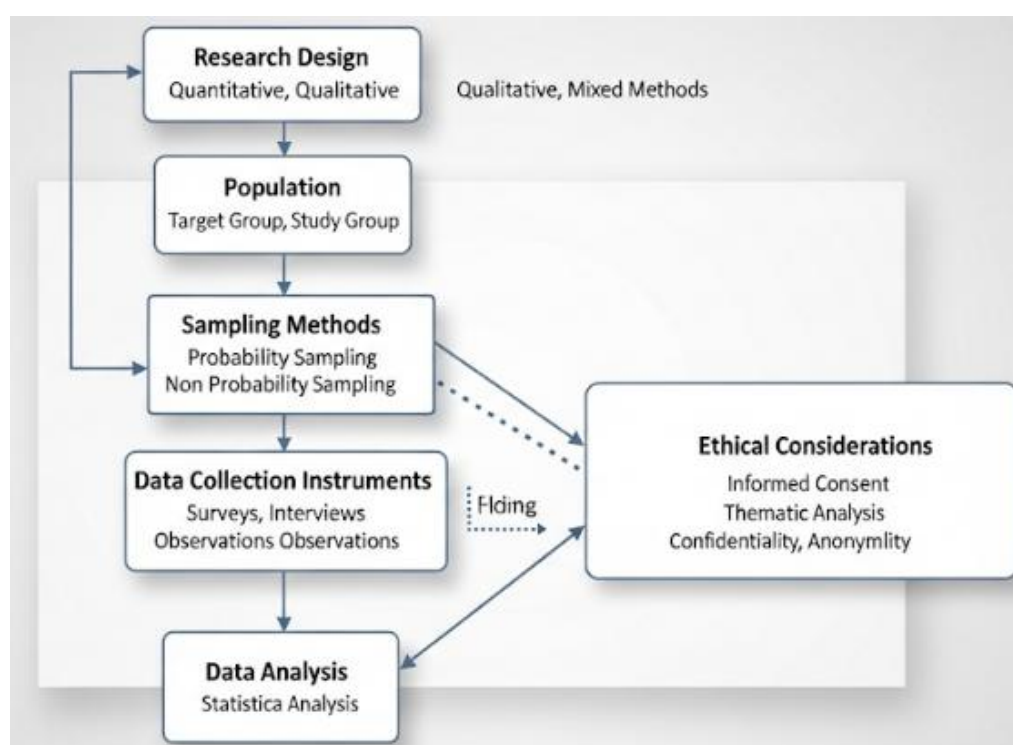 Research Design
Quantitative, Qualitative
Qualitative, Mixed Methods
Population
Target Group, Study Group
Sampling Methods
Probability Sampling
Non Probability Sampling
Data Collection Instruments
Surveys, Interviews
Observations Observations
Flding
Ethical Considerations
Informed Consent
Thematic Analysis
Confidentiality, Anonymlity
Data Analysis
Statistica Analysis